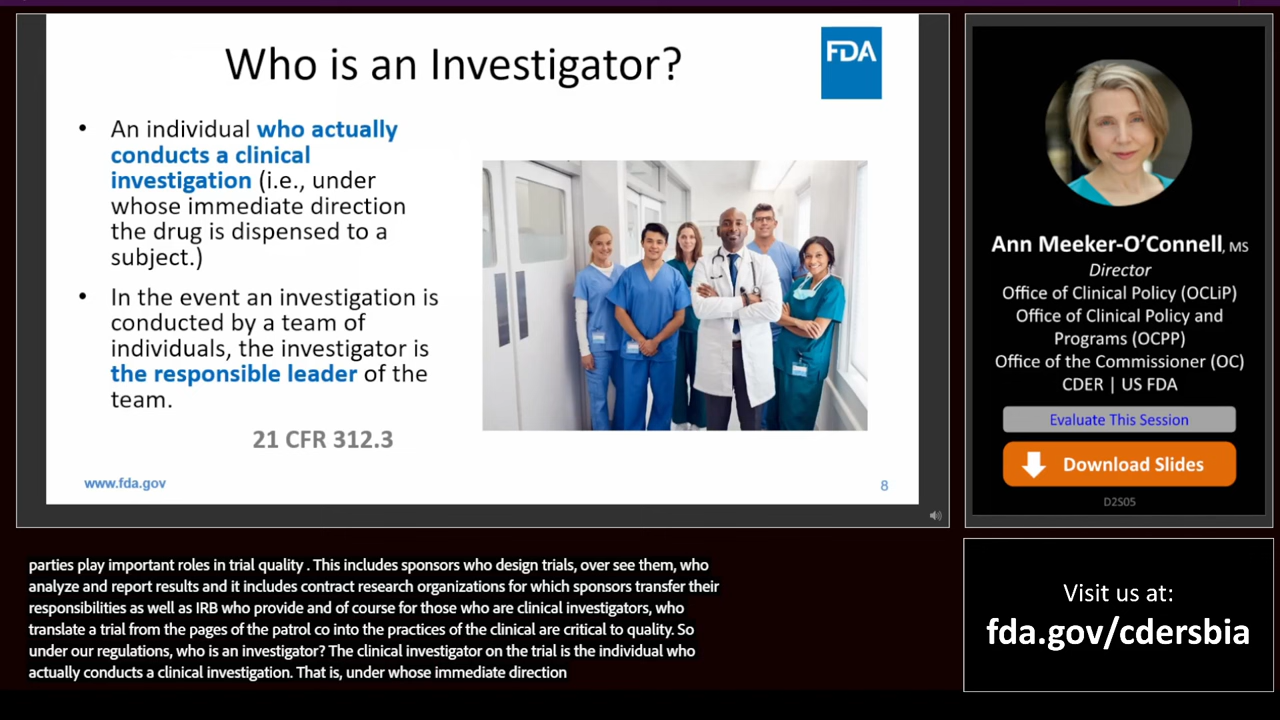 Who is an Investigator?
FDA
• An individual who actually
conducts a clinical
investigation (i.e., under
whose immediate direction
the drug is dispensed to a
subject.)
• In the event an investigation is
conducted by a team of
individuals, the investigator is
the responsible leader of the
team.
21 CFR 312.3
www.fda.gov
8
Ann Meeker-O'Connell, MS
Director
Office of Clinical Policy (OCLiP)
Office of Clinical Policy and
Programs (OCPP)
Office of the Commissioner (OC)
CDER | US FDA
Evaluate This Session
Download Slides
D2S05
parties play important roles in trial quality . This includes sponsors who design trials, over see them, who
analyze and report results and it includes contract research organizations for which sponsors transfer their
responsibilities as well as IRB who provide and of course for those who are clinical investigators, who
translate a trial from the pages of the patrol co into the practices of the clinical are critical to quality. So
under our regulations, who is an investigator? The clinical investigator on the trial is the individual who
actually conducts a clinical investigation. That is, under whose immediate direction
Visit us at:
fda.gov/cdersbia